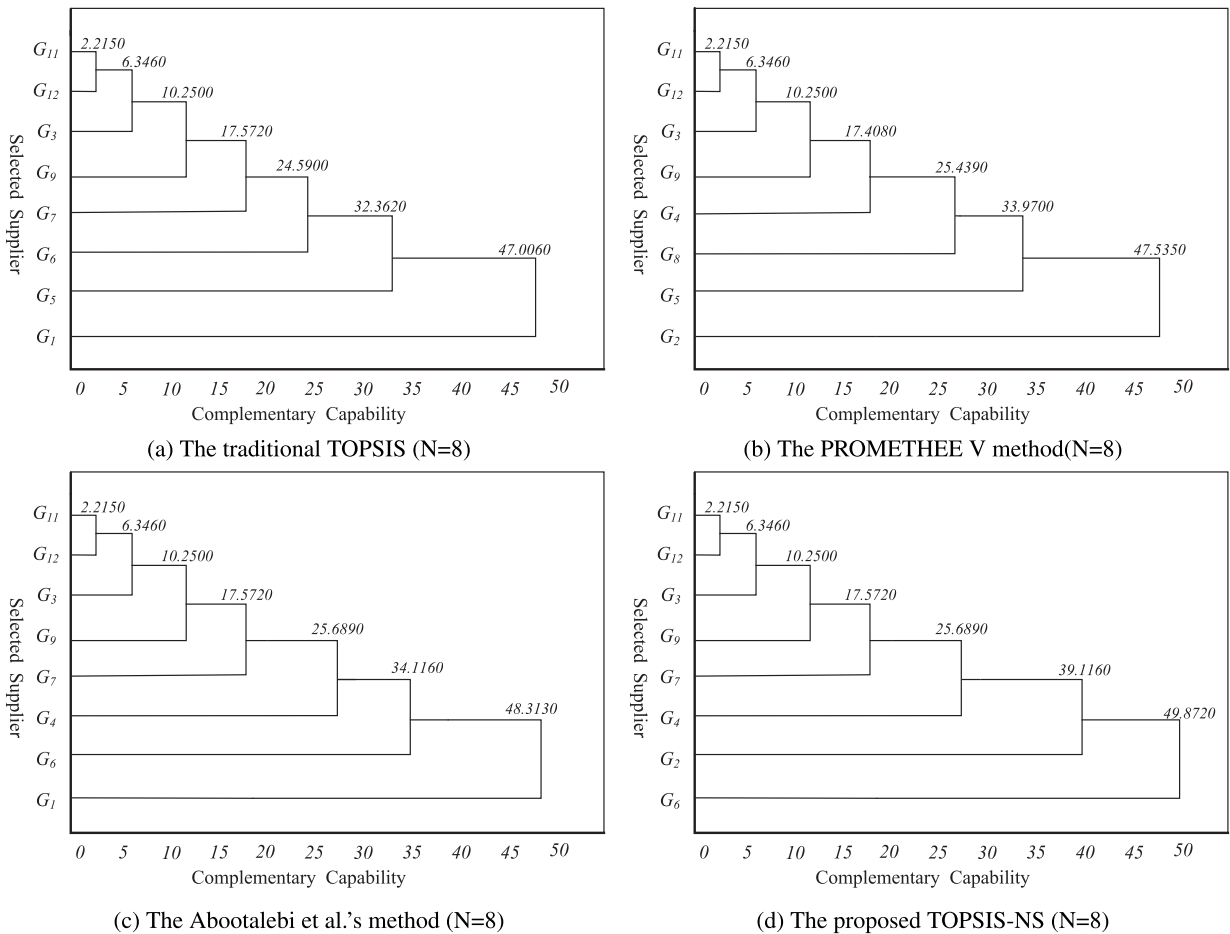 G11
2.2150
6.3460
G12
10.2500
G3
17.5720
G9
24.5900
G7
32.3620
G6
47.0060
G5
G1
Selected Supplier
0 5 10 15 20 25 30 35 40 45 50
Complementary Capability
(a) The traditional TOPSIS (N=8)
G11
2.2150
6.3460
G12
10.2500
G3
17.4080
G9
25.4390
G4
33.9700
G8
47.5350
G5
G2
Selected Supplier
0 5 10 15 20 25 30 35 40 45 50
Complementary Capability
(b) The PROMETHEE V method(N=8)
G11
2.2150
6.3460
G12
10.2500
G3
17.5720
G9
25.6890
G7
34.1160
G4
48.3130
G6
G1
Selected Supplier
0 5 10 15 20 25 30 35 40 45 50
Complementary Capability
(c) The Abootalebi et al.'s method (N=8)
G11
2.2150
6.3460
G12
10.2500
G3
17.5720
G9
25.6890
G7
39.1160
G4
49.8720
G2
G6
Selected Supplier
0 5 10 15 20 25 30 35 40 45 50
Complementary Capability
(d) The proposed TOPSIS-NS (N=8)